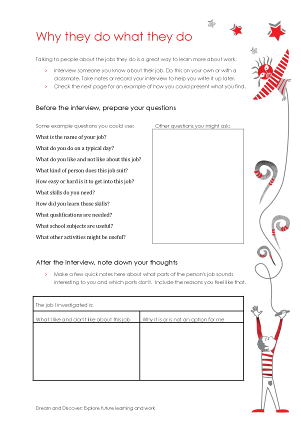 Why they do what they do
Talking to people about the jobs they do is a great way to learn more about work.
Interview someone you know about their job. Do this on your own or with a
classmate. Take notes or record your interview to help you write it up later.
Check the next page for an example of how you could present what you find.
Before the interview, prepare your questions
Some example questions you could use:
What is the name of your job?
What do you do on a typical day?
What do you like and not like about this job?
What kind of person does this job suit?
How easy or hard is it to get into this job?
What skills do you need?
How did you learn those skills?
What qualifications are needed?
What school subjects are useful?
What other activities might be useful?
Other questions you might ask:
After the interview, note down your thoughts
Make a few quick notes here about what parts of the person's job sounds
interesting to you and which parts don't. Include the reasons you feel like that.
The job I investigated is:
What I like and don't like about this job
Why it is or is not an option for me
Dream and Discover: Explore future learning and work